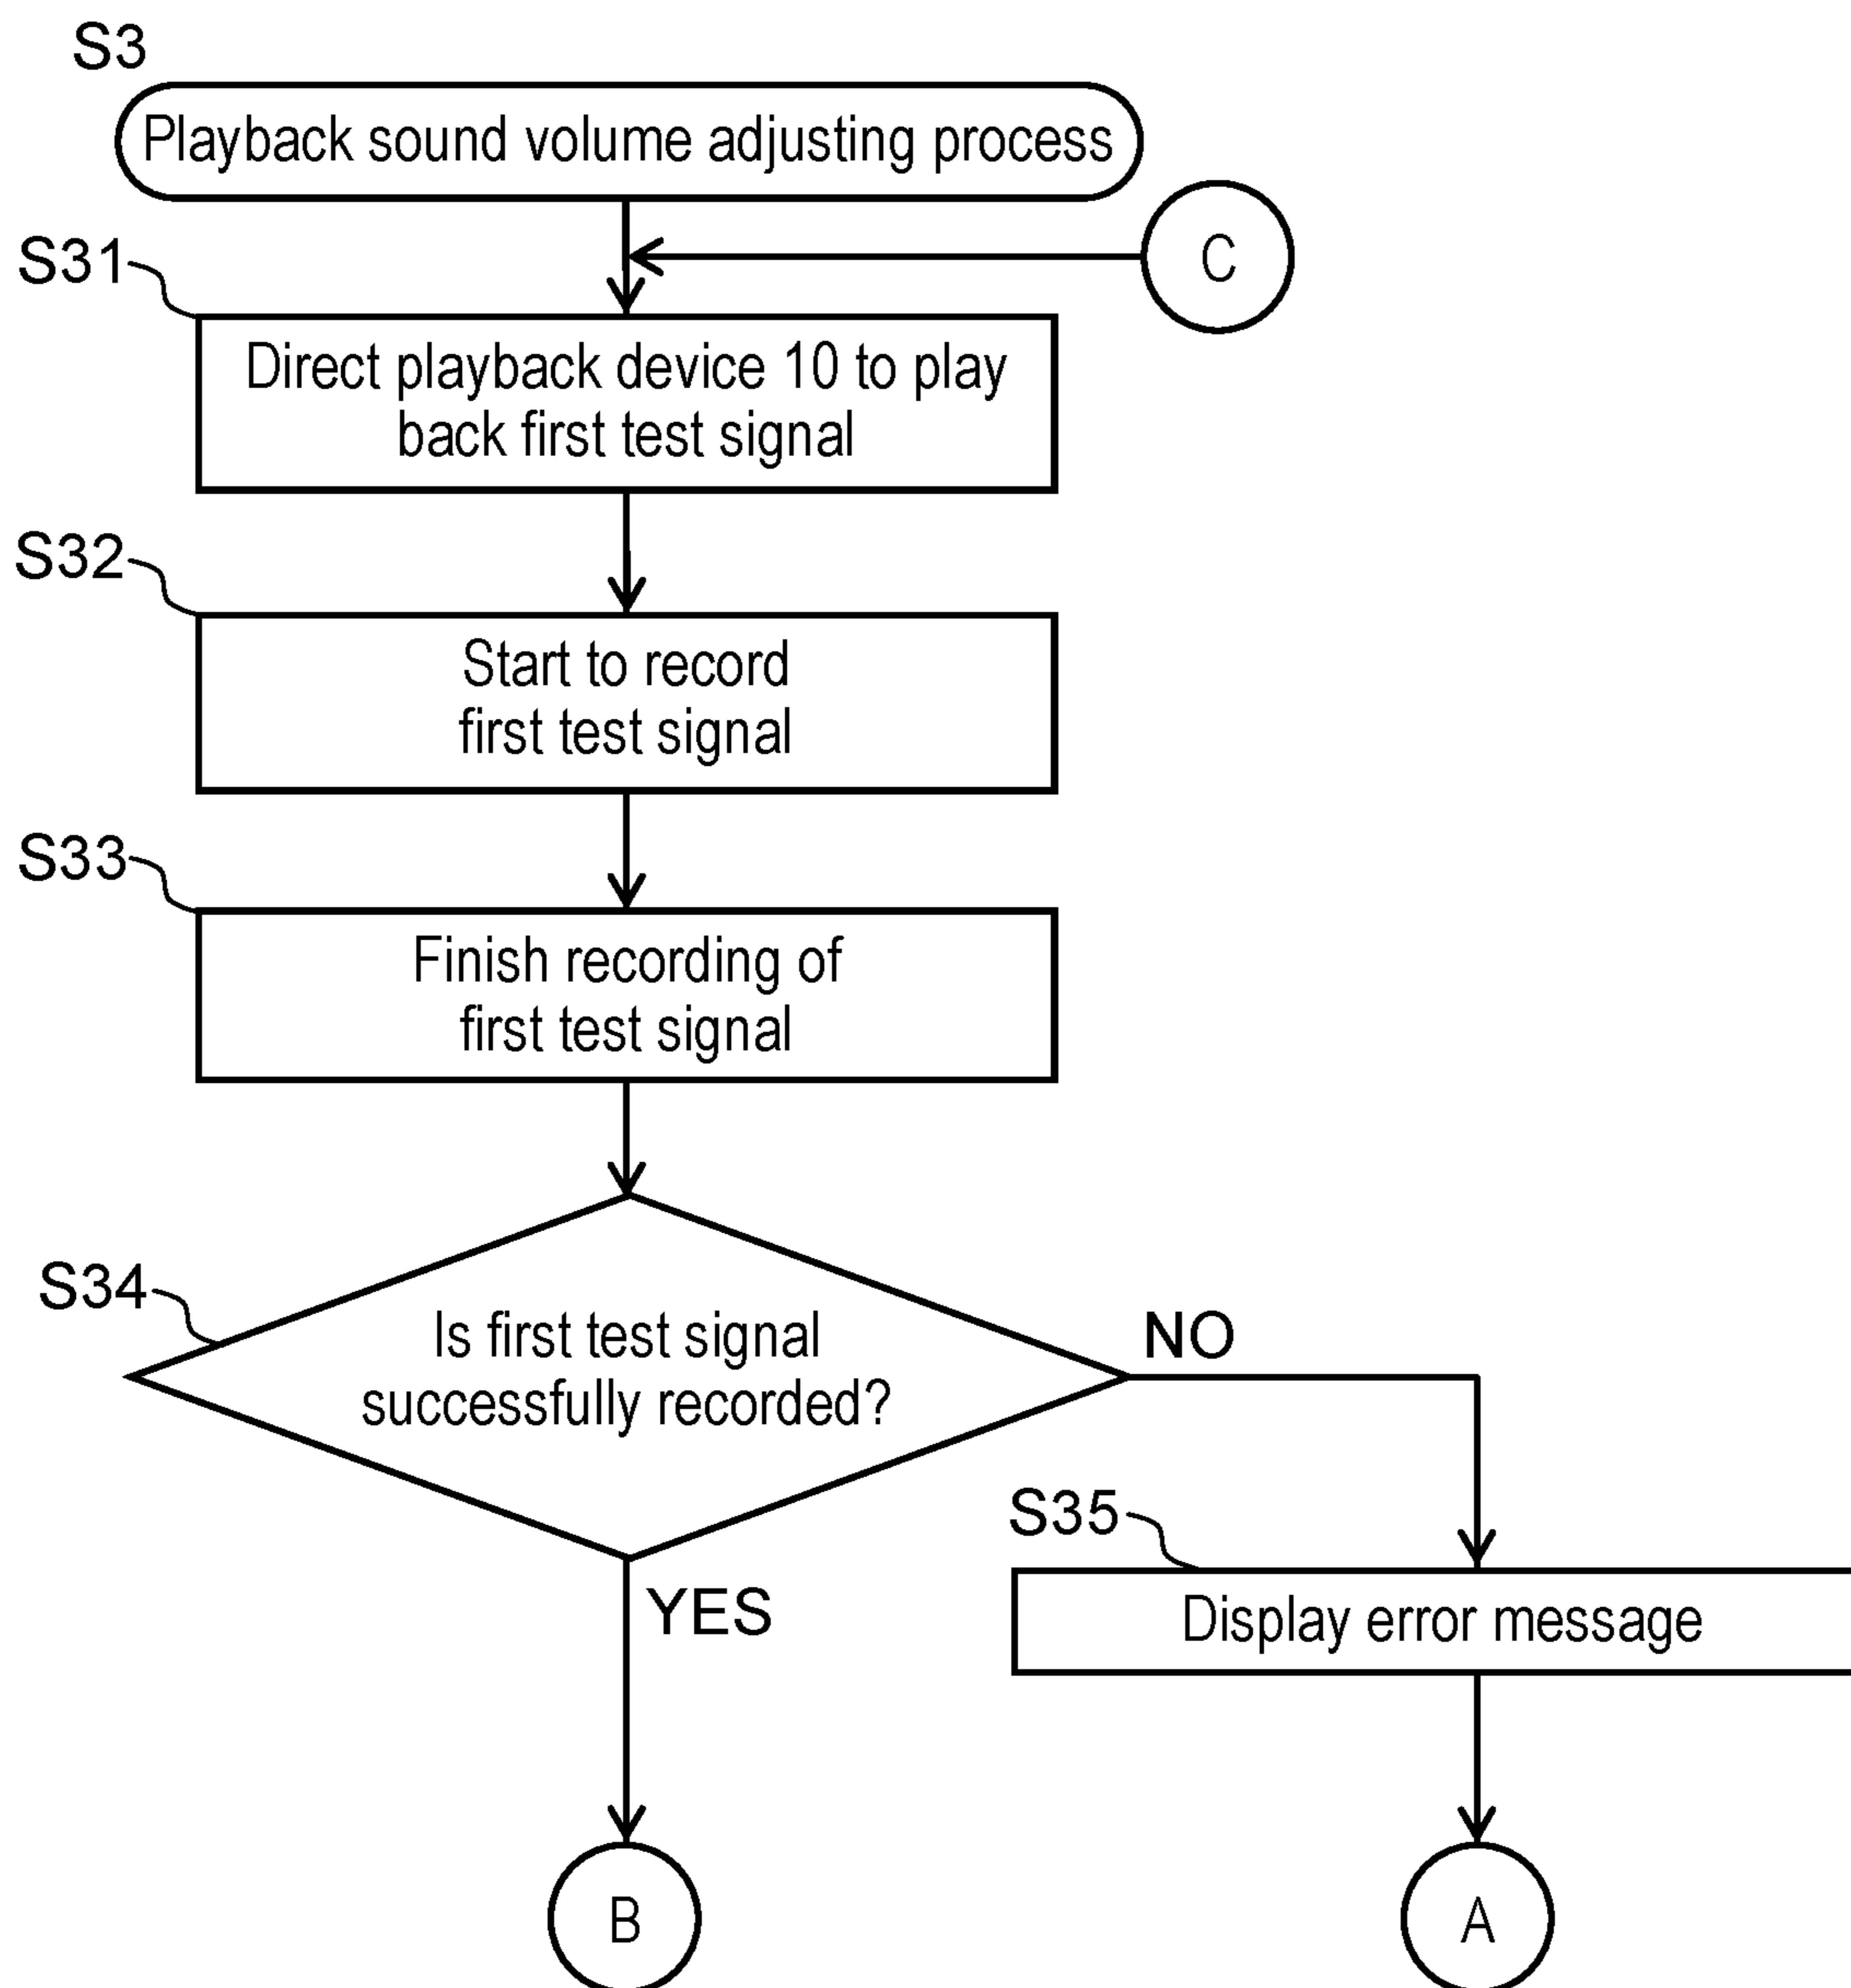 S3
Playback sound volume adjusting process
C
S31
Direct playback device 10 to play
back first test signal
S32
Start to record
first test signal
S33
Finish recording of
first test signal
S34
Is first test signal
successfully recorded?
NO
S35
Display error message
YES
B
A